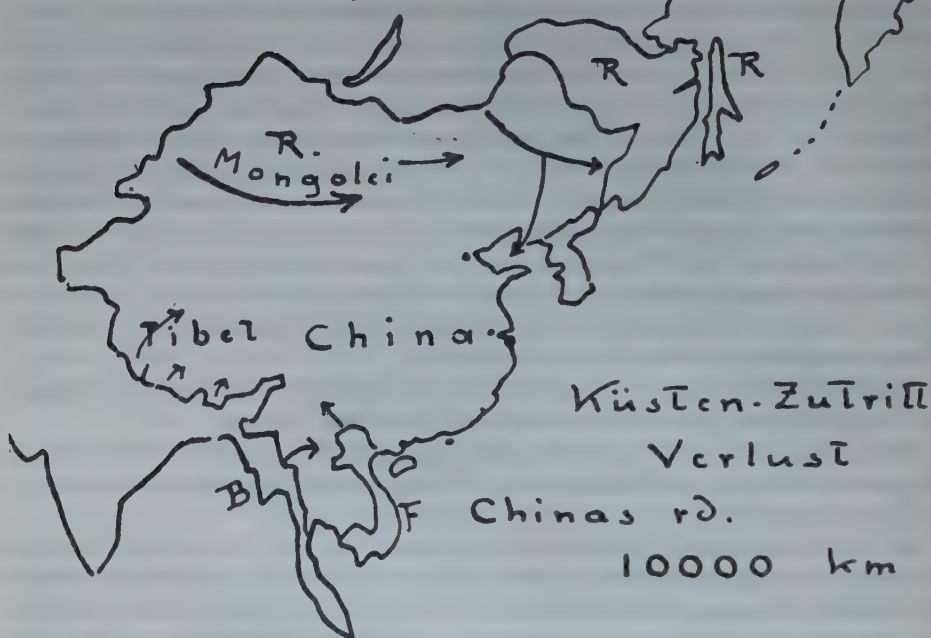 R
R
R.
Mongolei
Tibet China
Küsten-Zutritt
Verlust
B F Chinas rd.
10000 km